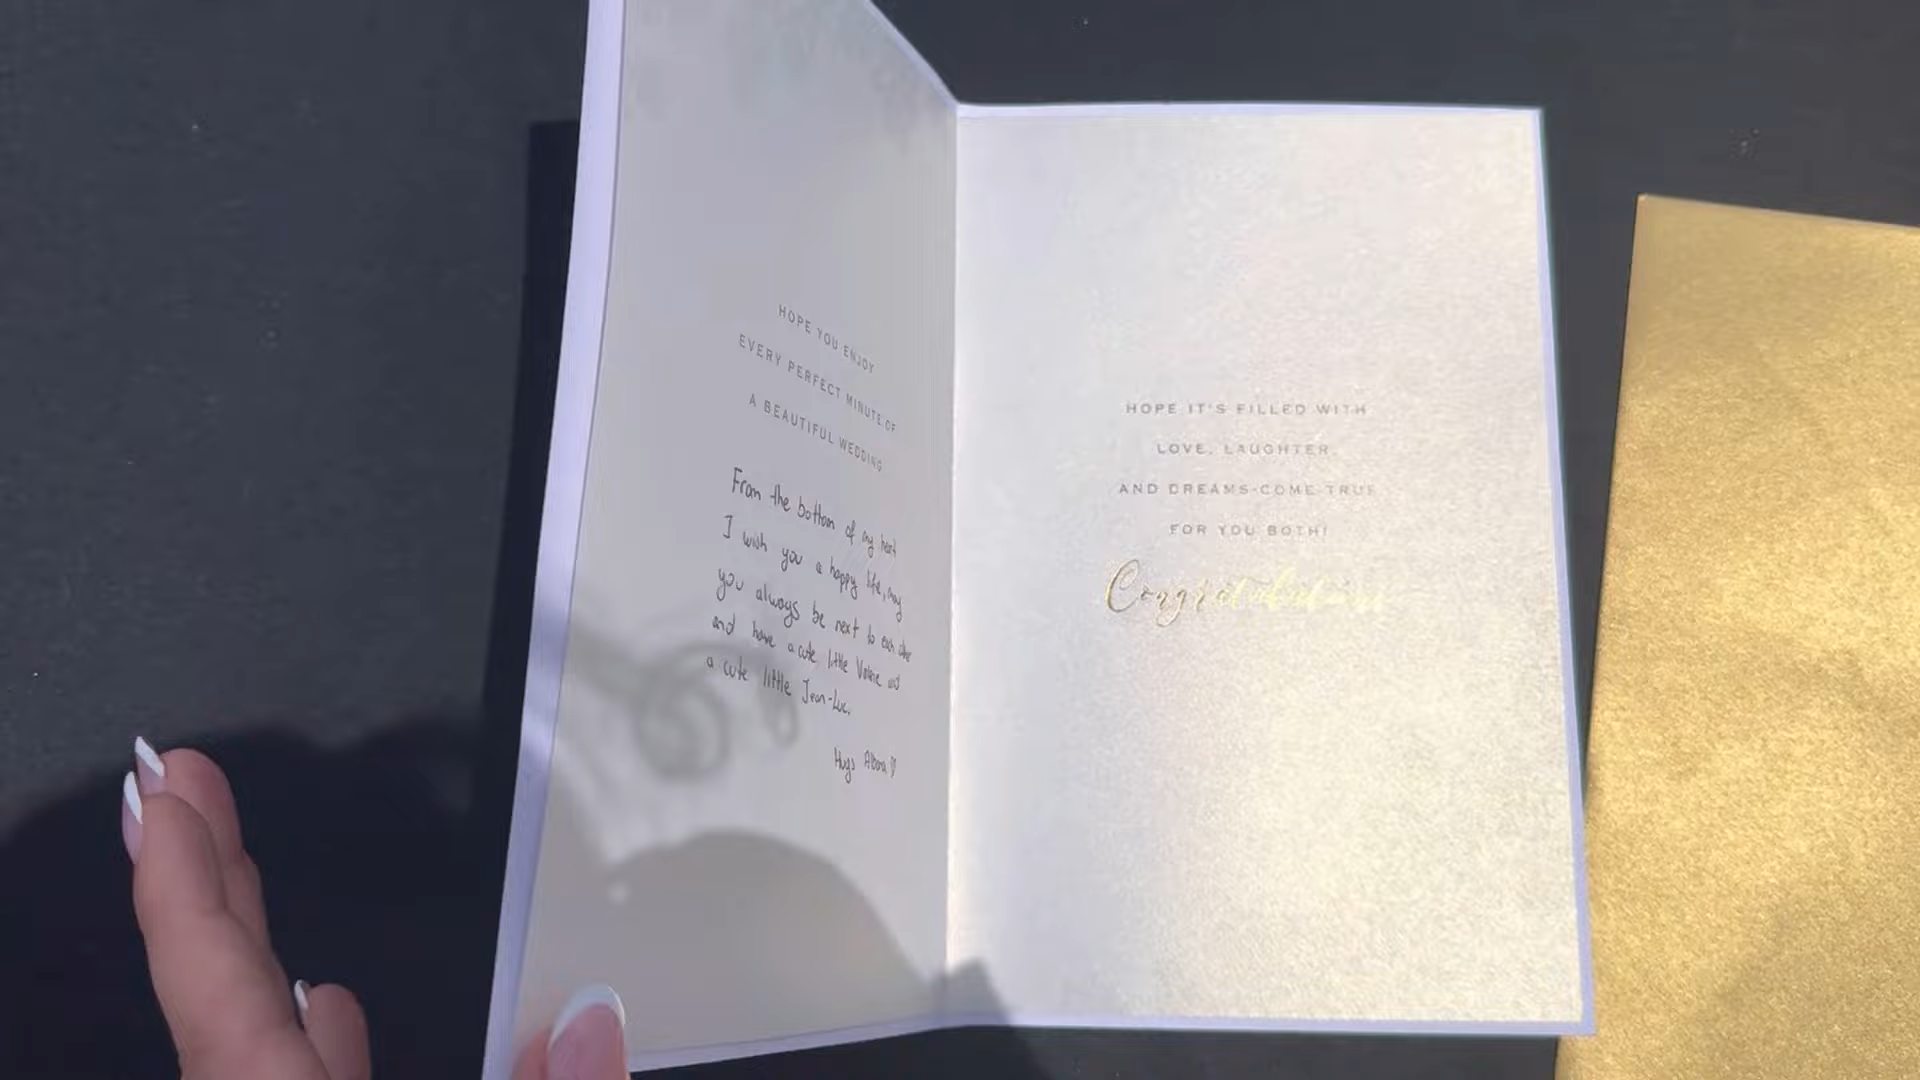 HOPE YOU ENJOY
EVERY PERFECT MINUTE OF
A BEAUTIFUL WEDDING
From the bottom of my heart
I wish you a happy life, may
you always be next to each other
and have a cute little and
a cute little Jean-Luc.
Hugs
HOPE IT'S FILLED WITH
LOVE, LAUGHTER,
AND DREAMS-COME-TRUE
FOR YOU BOTH!
Congratulations